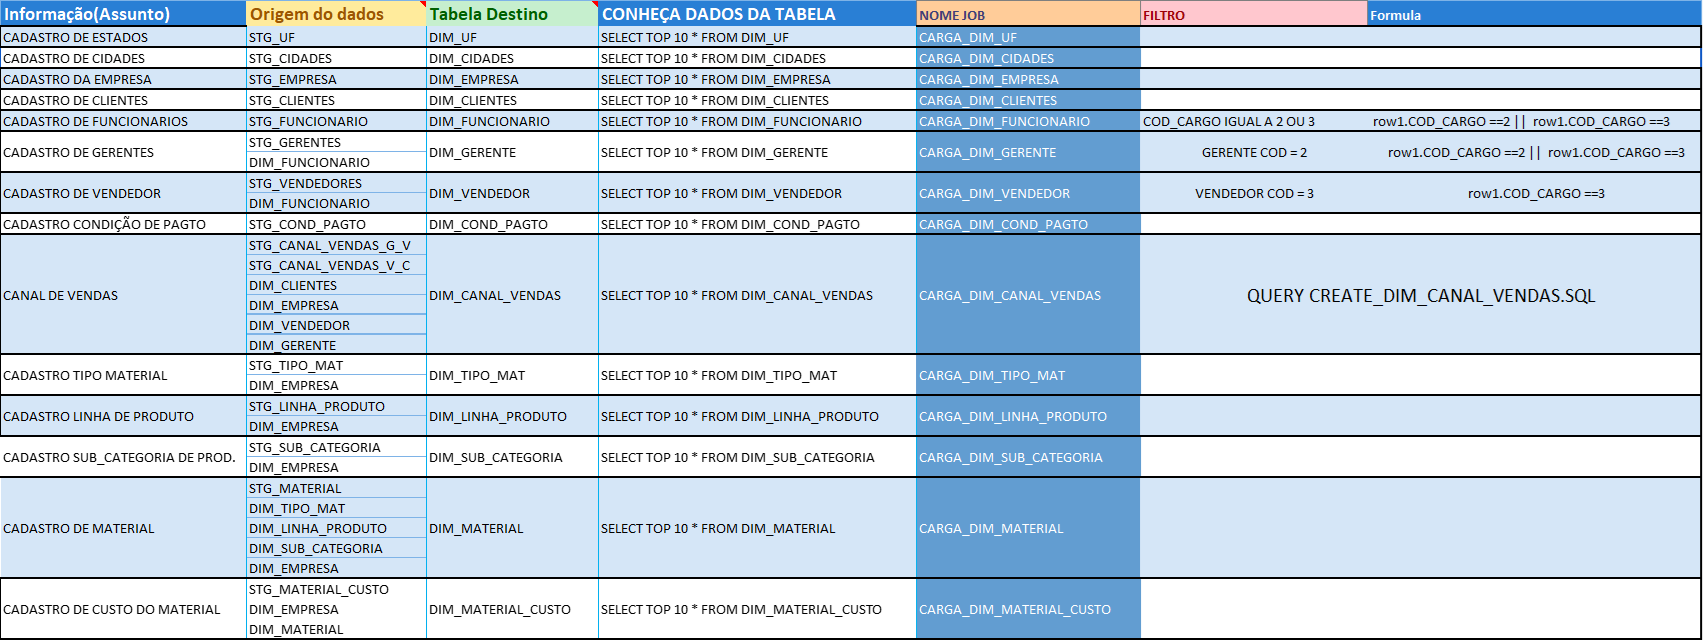 Informação(Assunto) Origem do dados Tabela Destino CONHEÇA DADOS DA TABELA NOME JOB FILTRO Formula
CADASTRO DE ESTADOS STG_UF DIM_UF SELECT TOP 10 * FROM DIM_UF CARGA_DIM_UF
CADASTRO DE CIDADES STG_CIDADES DIM_CIDADES SELECT TOP 10 * FROM DIM_CIDADES CARGA_DIM_CIDADES
CADASTRO DA EMPRESA STG_EMPRESA DIM_EMPRESA SELECT TOP 10 * FROM DIM_EMPRESA CARGA_DIM_EMPRESA
CADASTRO DE CLIENTES STG_CLIENTES DIM_CLIENTES SELECT TOP 10 * FROM DIM_CLIENTES CARGA_DIM_CLIENTES
CADASTRO DE FUNCIONARIOS STG_FUNCIONARIO DIM_FUNCIONARIO SELECT TOP 10 * FROM DIM_FUNCIONARIO CARGA_DIM_FUNCIONARIO COD_CARGO IGUAL A 2 OU 3 row1.COD_CARGO ==2 || row1.COD_CARGO ==3
STG_GERENTES
CADASTRO DE GERENTES DIM_GERENTE SELECT TOP 10 * FROM DIM_GERENTE CARGA_DIM_GERENTE GERENTE COD = 2 row1.COD_CARGO ==2 || row1.COD_CARGO ==3
DIM_FUNCIONARIO
STG_VENDEDORES
CADASTRO DE VENDEDOR DIM_VENDEDOR SELECT TOP 10 * FROM DIM_VENDEDOR CARGA_DIM_VENDEDOR VENDEDOR COD = 3 row1.COD_CARGO ==3
DIM_FUNCIONARIO
CADASTRO CONDIÇÃO DE PAGTO STG_COND_PAGTO DIM_COND_PAGTO SELECT TOP 10 * FROM DIM_COND_PAGTO CARGA_DIM_COND_PAGTO
STG_CANAL_VENDAS_G_V
STG_CANAL_VENDAS_V_C
DIM_CLIENTES
CANAL DE VENDAS DIM_CANAL_VENDAS SELECT TOP 10 * FROM DIM_CANAL_VENDAS CARGA_DIM_CANAL_VENDAS QUERY CREATE_DIM_CANAL_VENDAS.SQL
DIM_EMPRESA
DIM_VENDEDOR
DIM_GERENTE
STG_TIPO_MAT
CADASTRO TIPO MATERIAL DIM_TIPO_MAT SELECT TOP 10 * FROM DIM_TIPO_MAT CARGA_DIM_TIPO_MAT
DIM_EMPRESA
STG_LINHA_PRODUTO
CADASTRO LINHA DE PRODUTO DIM_LINHA_PRODUTO SELECT TOP 10 * FROM DIM_LINHA_PRODUTO CARGA_DIM_LINHA_PRODUTO
DIM_EMPRESA
STG_SUB_CATEGORIA
CADASTRO SUB_CATEGORIA DE PROD. DIM_SUB_CATEGORIA SELECT TOP 10 * FROM DIM_SUB_CATEGORIA CARGA_DIM_SUB_CATEGORIA
DIM_EMPRESA
STG_MATERIAL
DIM_TIPO_MAT
CADASTRO DE MATERIAL DIM_LINHA_PRODUTO DIM_MATERIAL SELECT TOP 10 * FROM DIM_MATERIAL CARGA_DIM_MATERIAL
DIM_SUB_CATEGORIA
DIM_EMPRESA
STG_MATERIAL_CUSTO
CADASTRO DE CUSTO DO MATERIAL DIM_EMPRESA DIM_MATERIAL_CUSTO SELECT TOP 10 * FROM DIM_MATERIAL_CUSTO CARGA_DIM_MATERIAL_CUSTO
DIM_MATERIAL